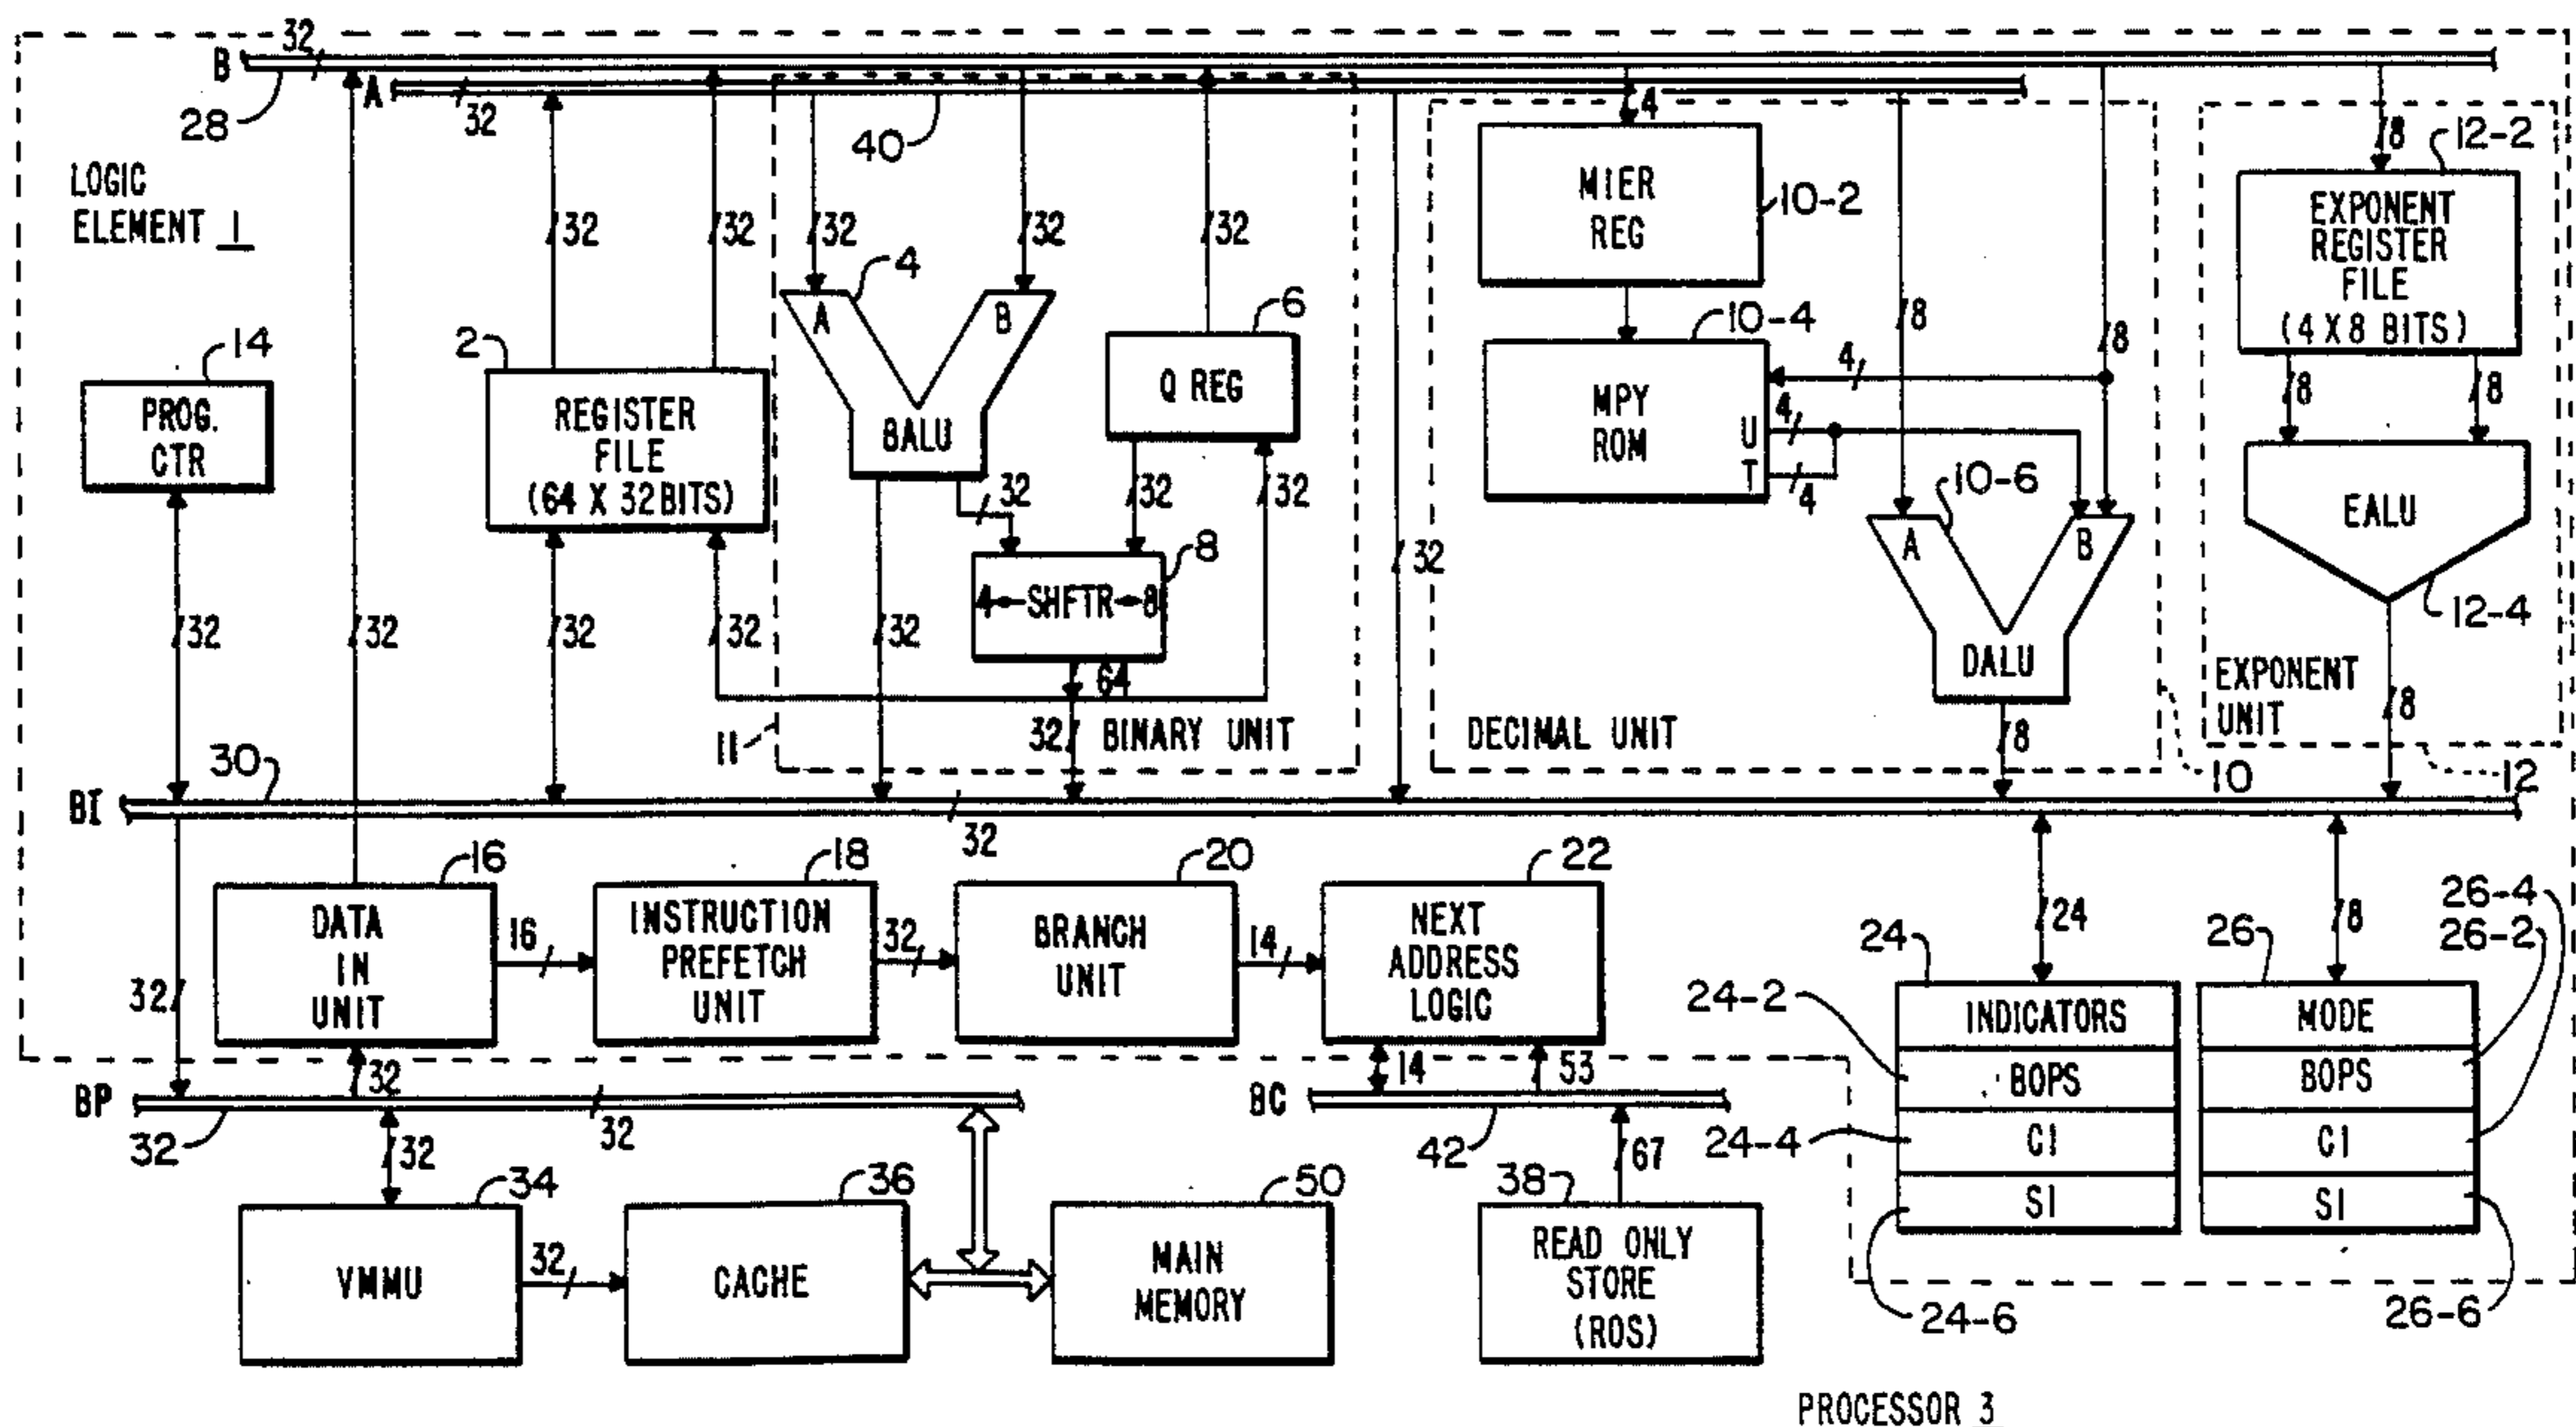 32
B
28
A
32
40
LOGIC
ELEMENT 1
32
32
32
32
32
4
8
8
12-2
MIER
REG
10-2
EXPONENT
REGISTER
FILE
(4 X 8 BITS)
14
PROG.
CTR
2
REGISTER
FILE
(64 X 32 BITS)
4
A
B
BALU
6
Q REG
10-4
MPY
ROM
4
4
U
T
4
8
8
8
EALU
12-4
32
32
32
10-6
A
B
DALU
8
4 SHFTR 8
32
32
32
32
32
32
64
32
11
BINARY UNIT
DECIMAL UNIT
8
EXPONENT
UNIT
8
10
12
30
BI
32
16
DATA
IN
UNIT
16
18
INSTRUCTION
PREFETCH
UNIT
32
20
BRANCH
UNIT
14
22
NEXT
ADDRESS
LOGIC
24
8
26-4
26-2
24
26
24-2
INDICATORS
BOPS
CI
SI
MODE
BOPS
CI
SI
24-4
24-6
26-6
32
32
BP
32
32
14
53
BC
42
67
32
34
VMMU
32
36
CACHE
50
MAIN
MEMORY
38
READ ONLY
STORE
(ROS)
PROCESSOR 3